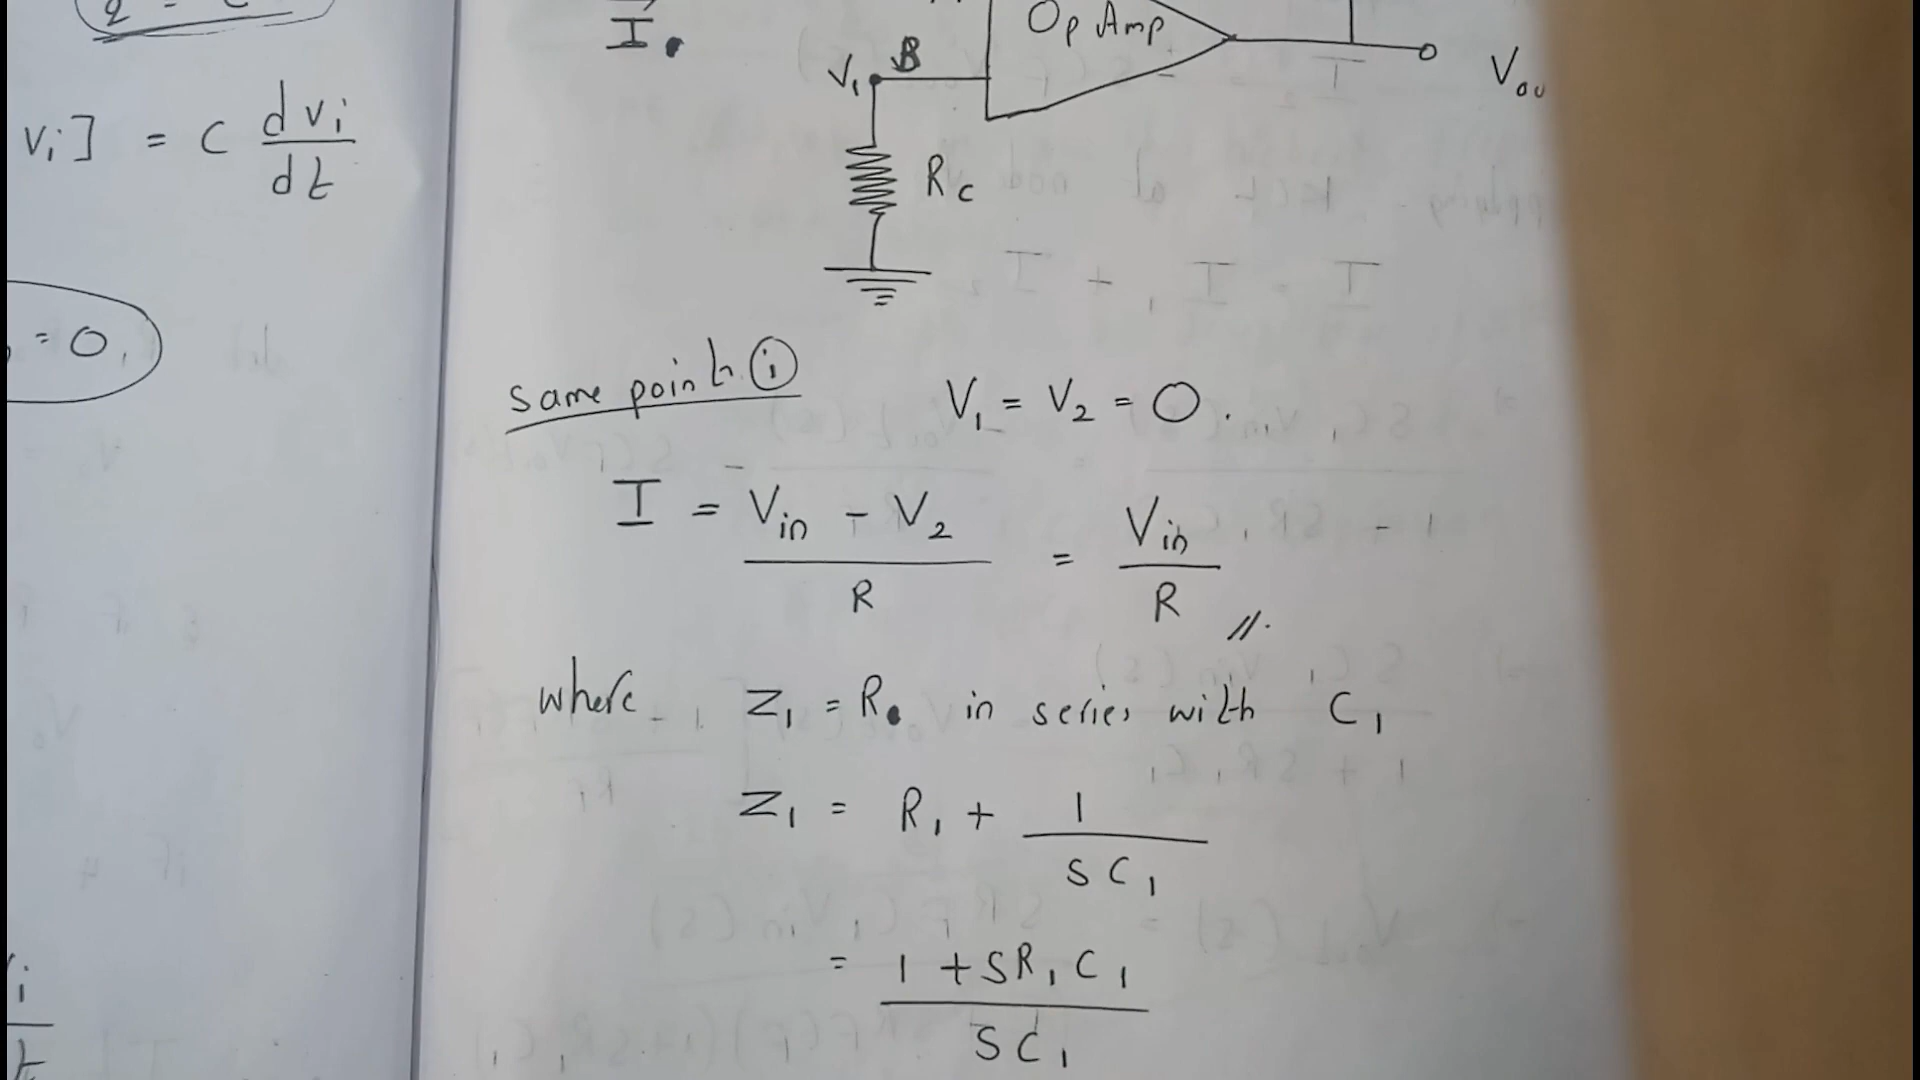 vi] = C dvi/dt
= 0
I
Op Amp
V1 B
Vou
Rc
Same point (i) V1 = V2 = 0.
I = Vin - V2 / R = Vin / R //.
where Z1 = R. in series with C1
Z1 = R1 + 1 / SC1
= 1 + SR1C1 / SC1